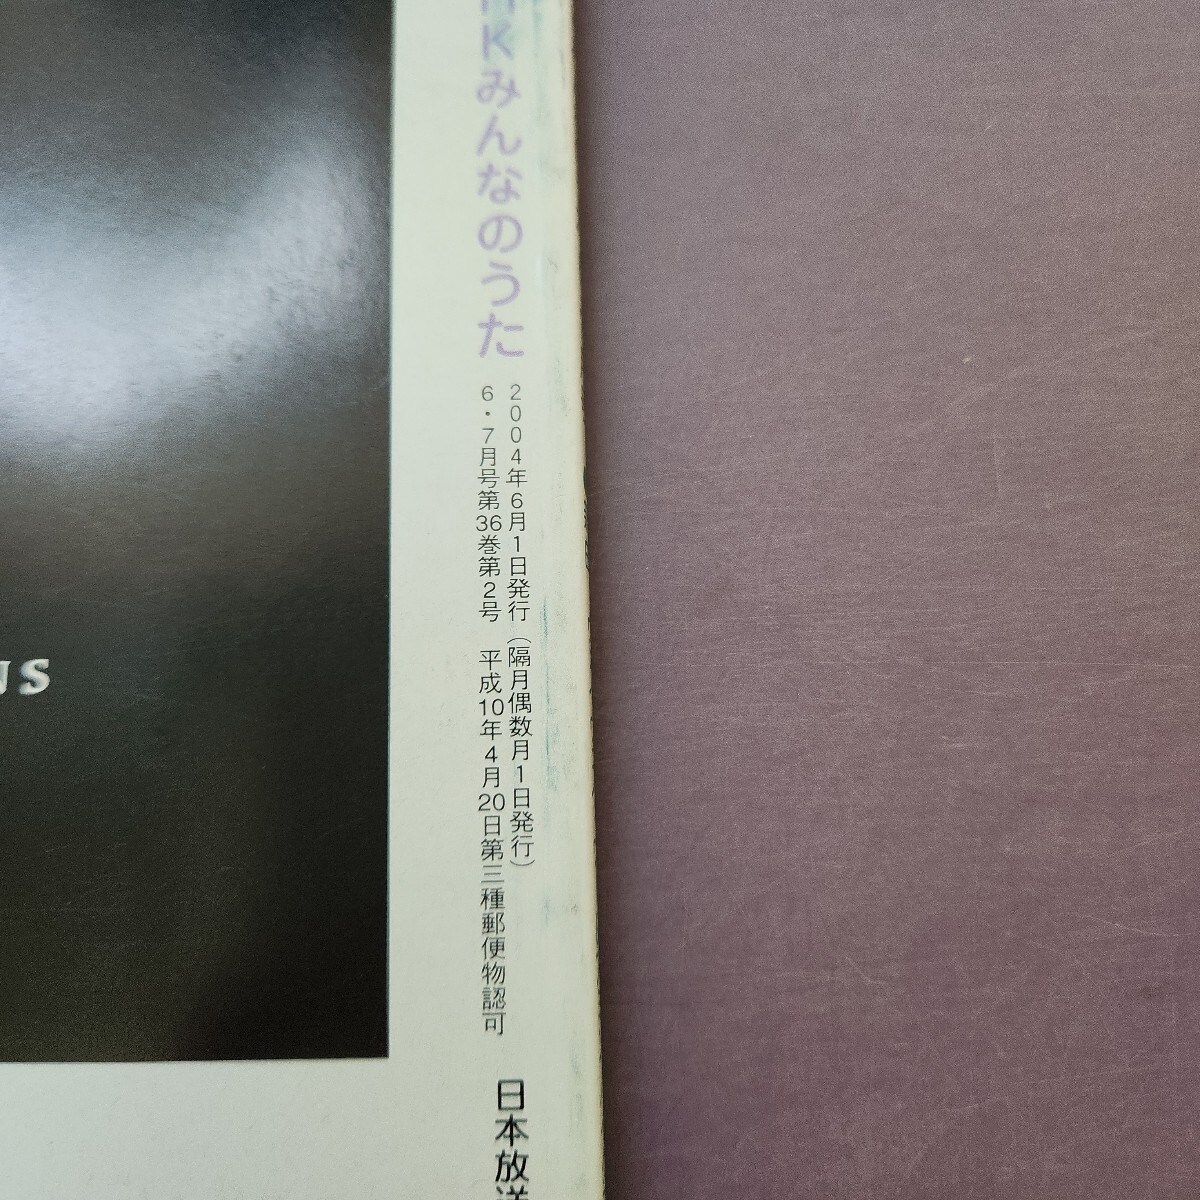 HKみんなのうた
2004年6月1日発行（隔月偶数月1日発行）
6・7月号第36巻第2号 平成10年4月20日第三種郵便物認可
日本放送
NS